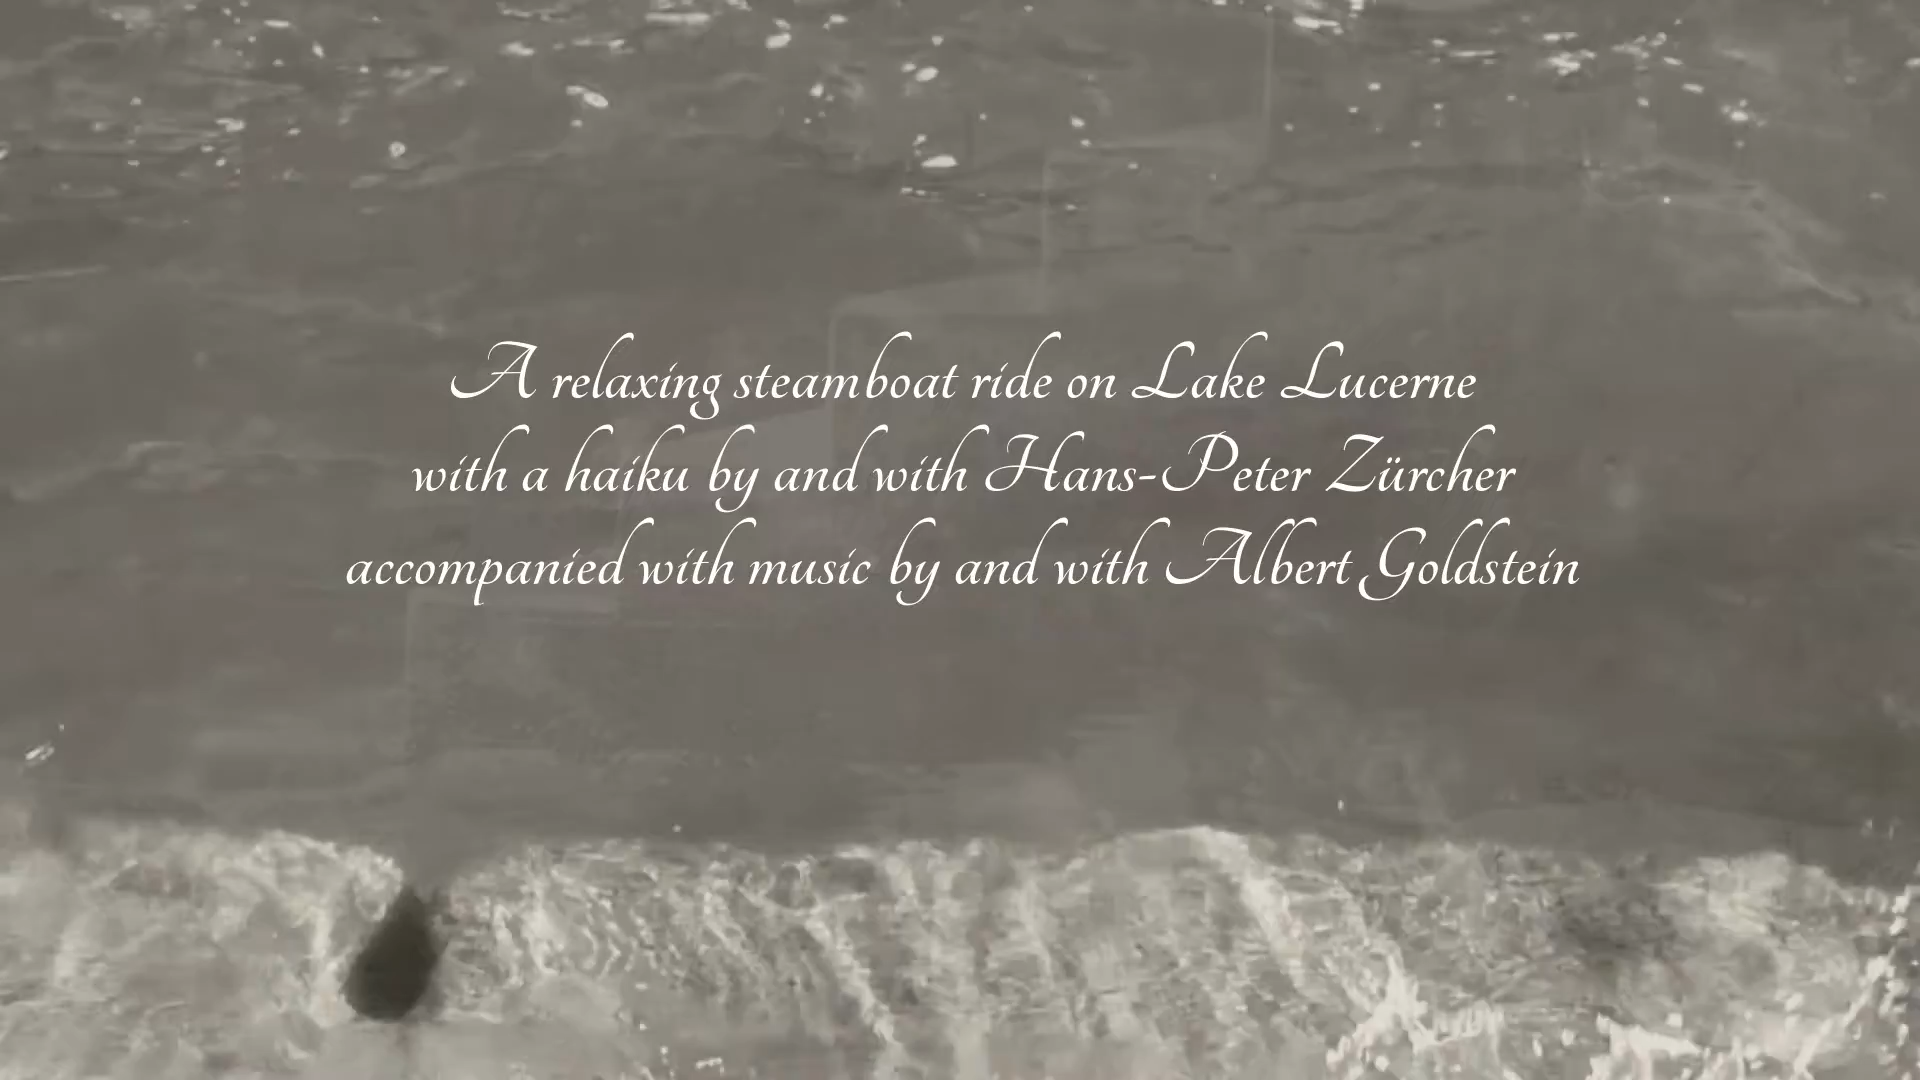 A relaxing steamboat ride on Lake Lucerne
with a haiku by and with Hans-Peter Zürcher
accompanied with music by and with Albert Goldstein